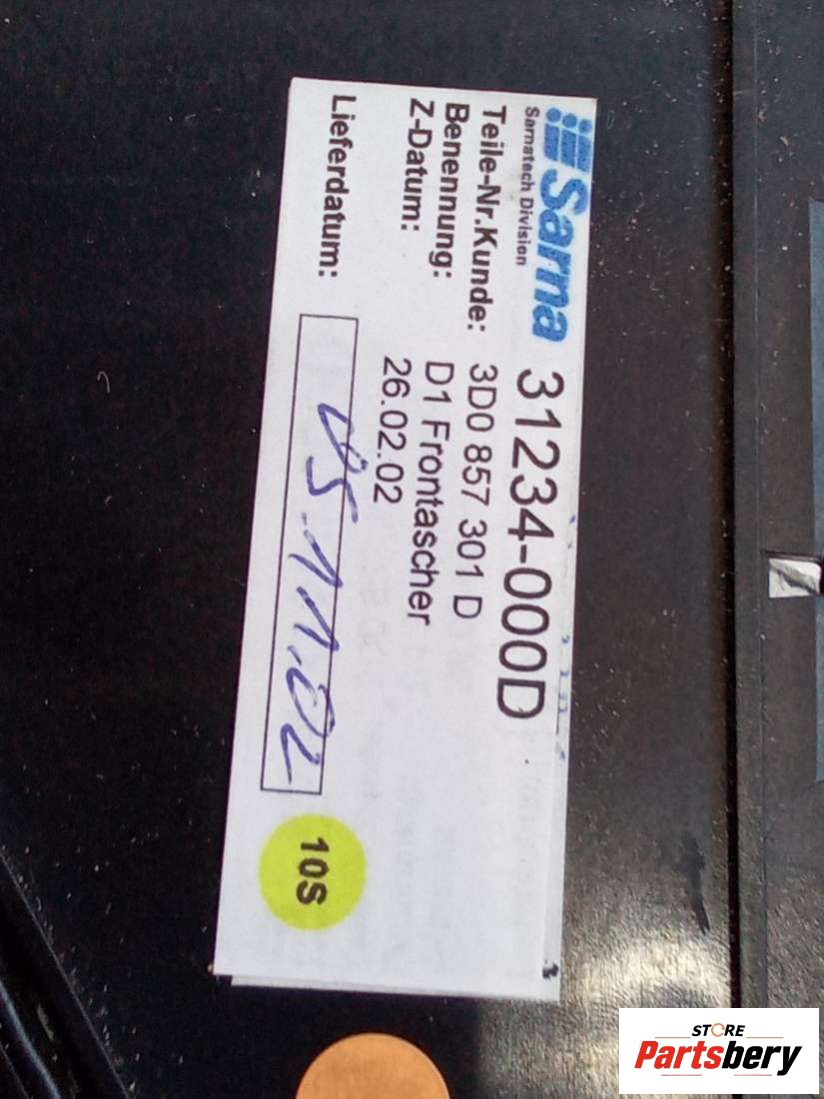 Sarna 31234-000D
Sarnatech Division
Teile-Nr.Kunde: 3D0 857 301 D
Benennung: D1 Frontascher
Z-Datum: 26.02.02
Lieferdatum: 05.11.02
10S
STORE
Partsbery